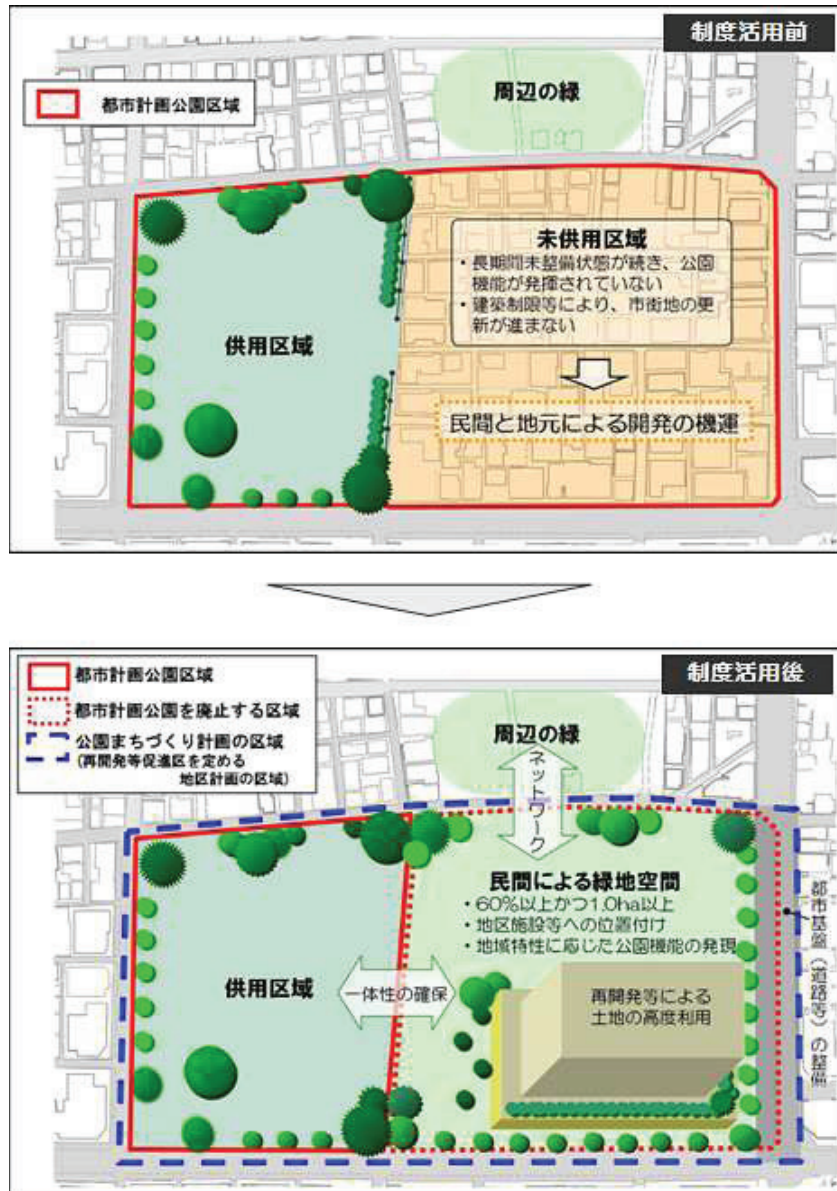 制度活用前
都市計画公園区域
周辺の緑
未供用区域
・長期間未整備状態が続き、公園
機能が発揮されていない
・建築制限等により、市街地の更
新が進まない
供用区域
民間と地元による開発の機運
制度活用後
都市計画公園区域
都市計画公園を廃止する区域
公園まちづくり計画の区域
(再開発等促進区を定める
地区計画の区域)
周辺の緑
ネットワーク
民間による緑地空間
・60%以上かつ1.0ha以上
・地区施設等への位置付け
・地域特性に応じた公園機能の発現
供用区域
一体性の確保
再開発等による
土地の高度利用
都市基盤（道路等）の整備